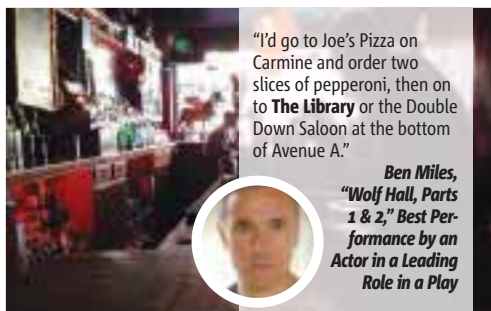 “I’d go to Joe’s Pizza on
Carmine and order two
slices of pepperoni, then on
to The Library or the Double
Down Saloon at the bottom
of Avenue A.”
Ben Miles,
“Wolf Hall, Parts
1 & 2,” Best Per-
formance by an
Actor in a Leading
Role in a Play